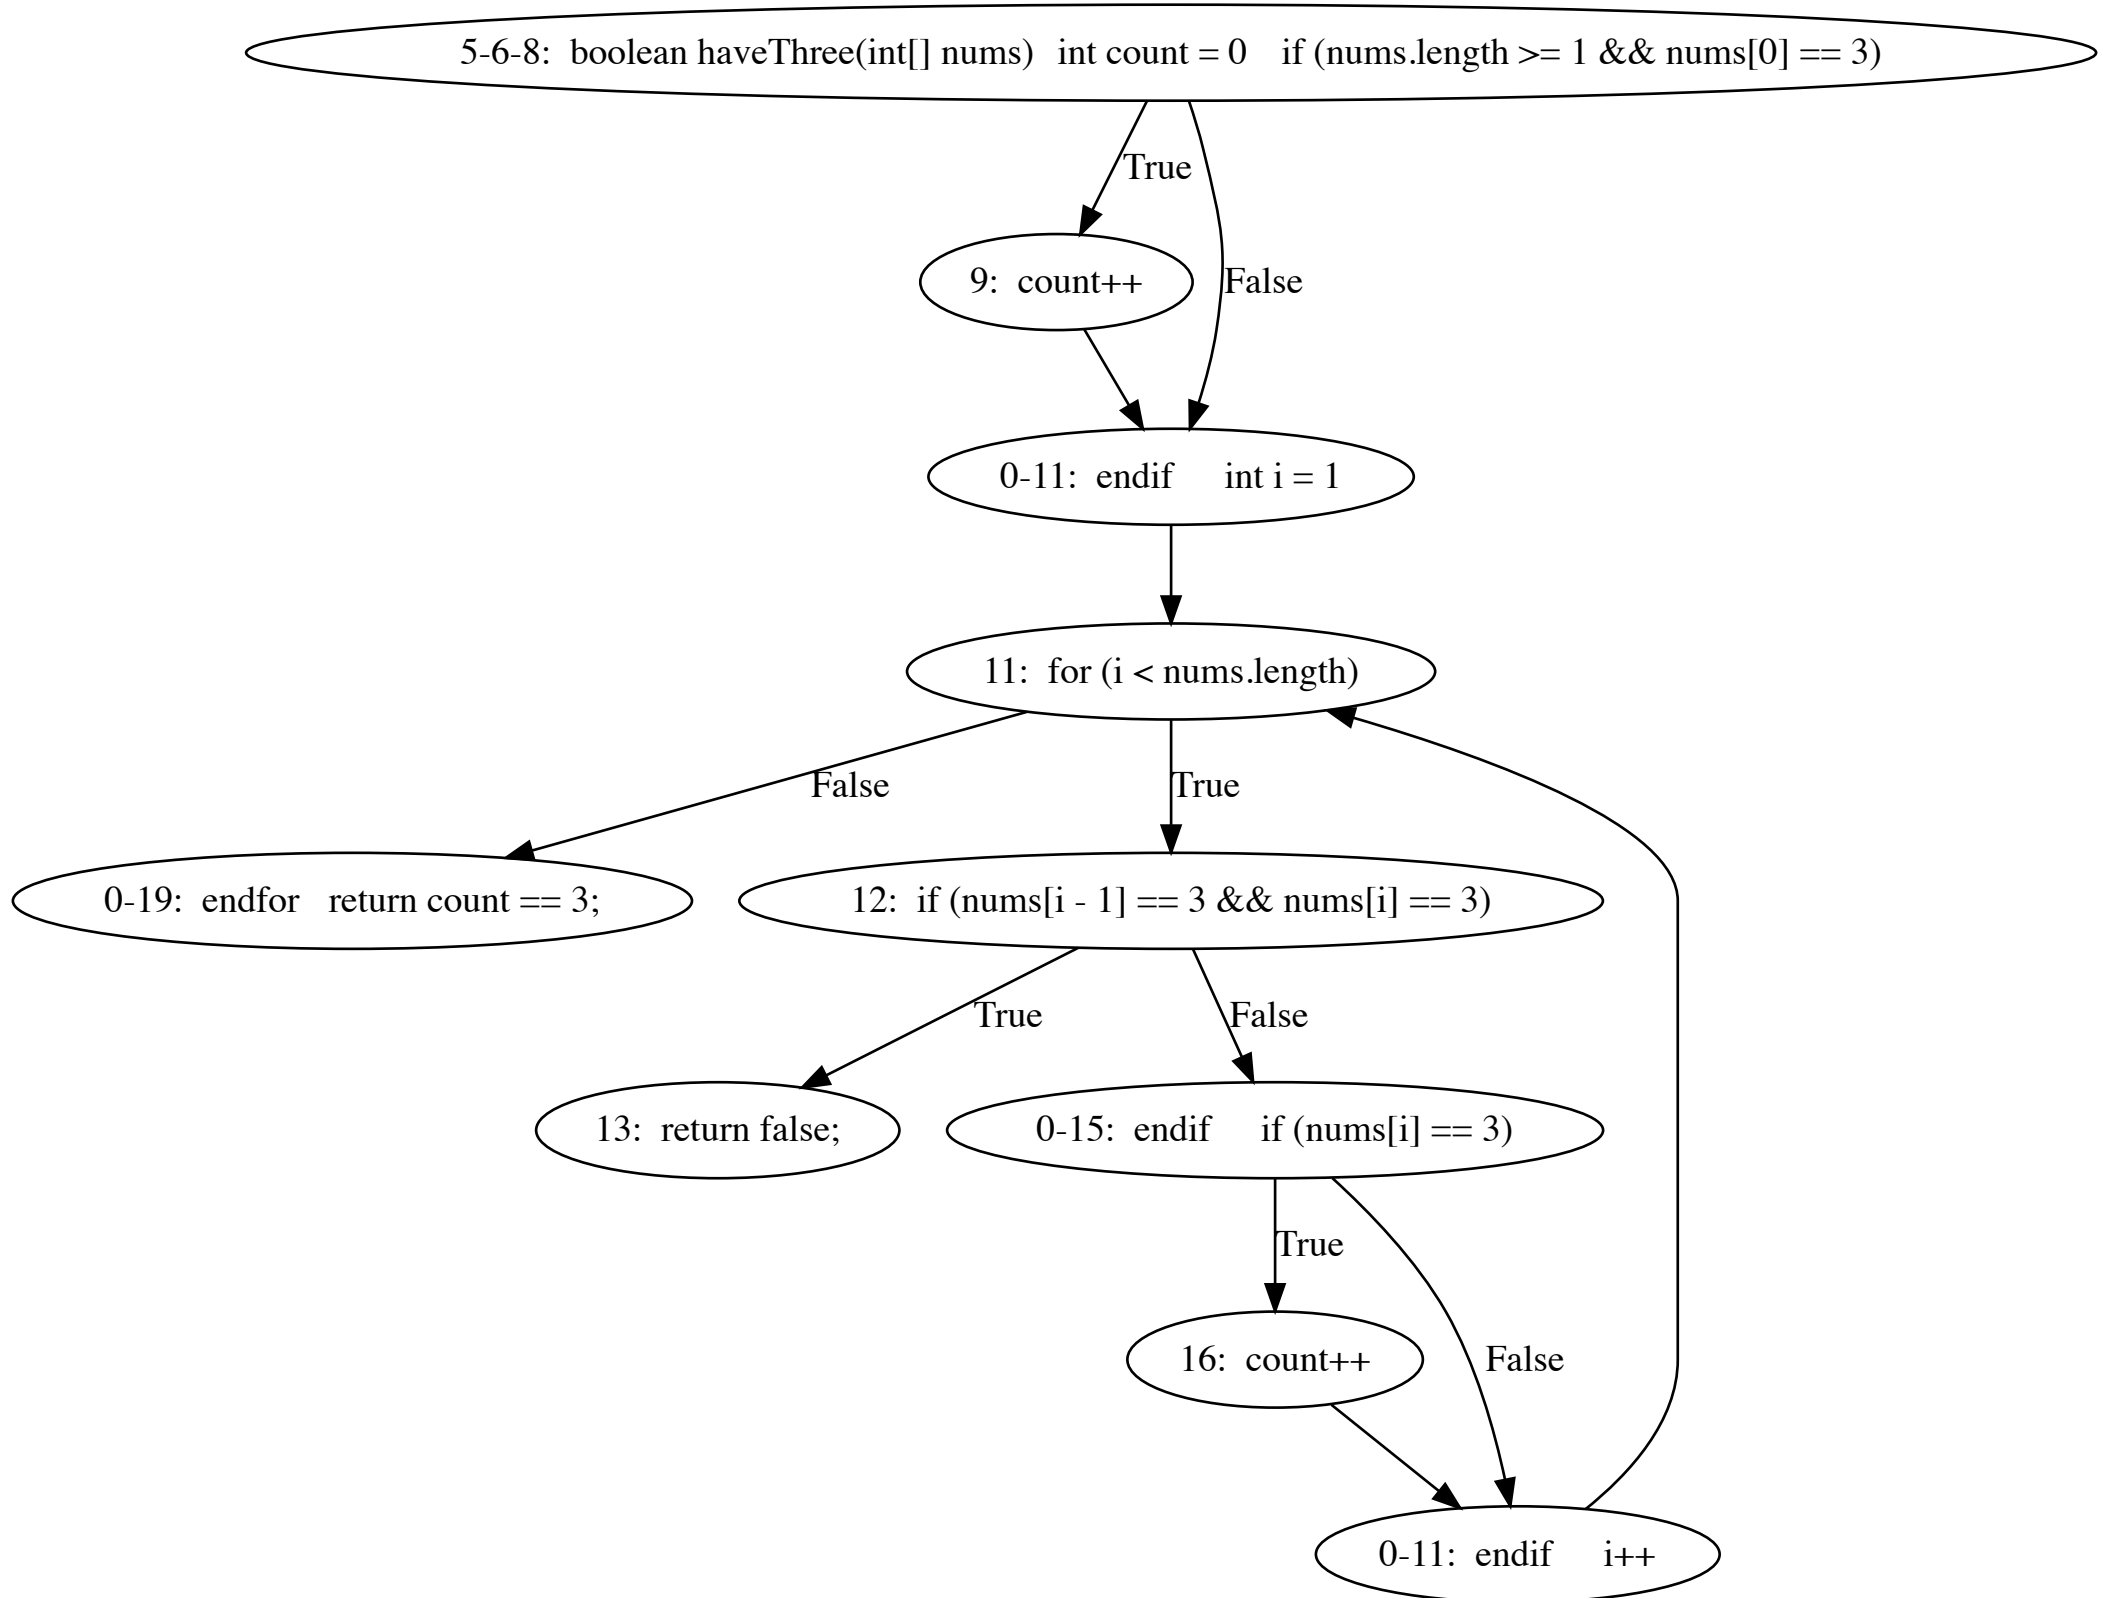 5-6-8:  boolean haveThree(int[] nums)  int count = 0   if (nums.length >= 1 && nums[0] == 3)
True
9:  count++
False
0-11:  endif     int i = 1
11:  for (i < nums.length)
False
True
0-19:  endfor   return count == 3;
12:  if (nums[i - 1] == 3 && nums[i] == 3)
True
False
13:  return false;
0-15:  endif     if (nums[i] == 3)
True
16:  count++
False
0-11:  endif     i++